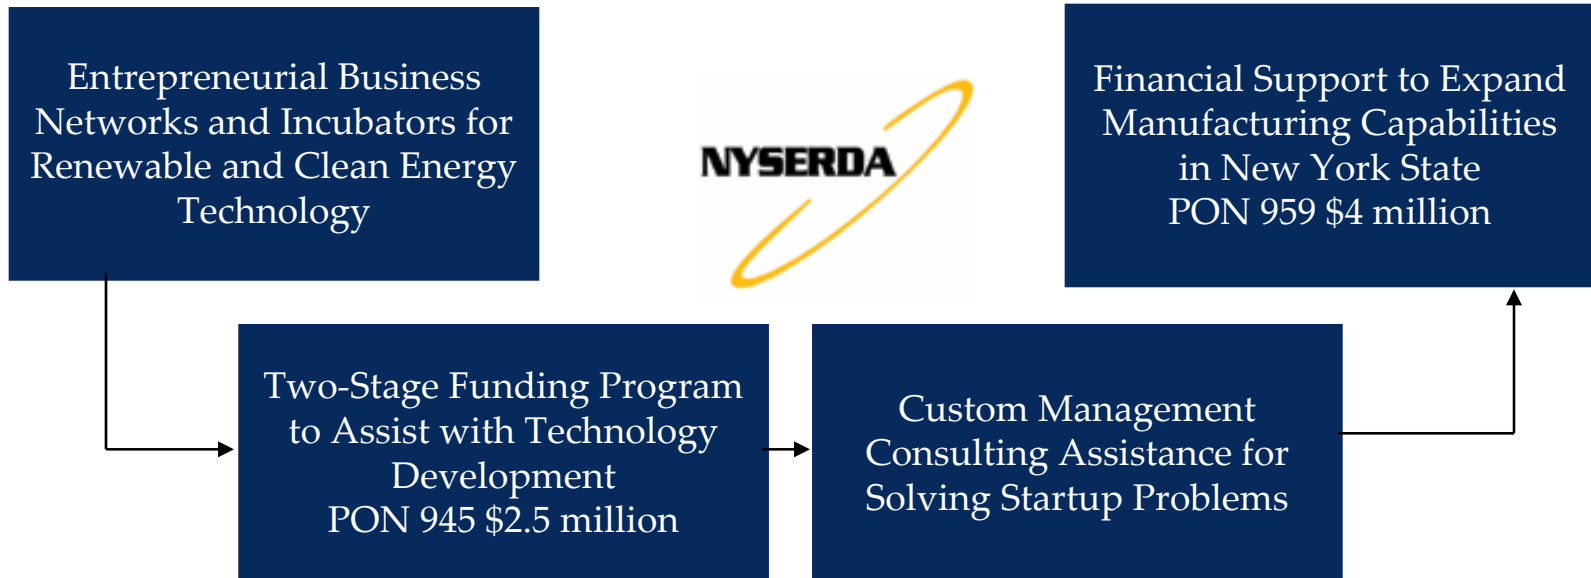 Entrepreneurial Business
Networks and Incubators for
Renewable and Clean Energy
Technology
NYSERDA
Financial Support to Expand
Manufacturing Capabilities
in New York State
PON 959 $4 million
Two-Stage Funding Program
to Assist with Technology
Development
PON 945 $2.5 million
Custom Management
Consulting Assistance for
Solving Startup Problems